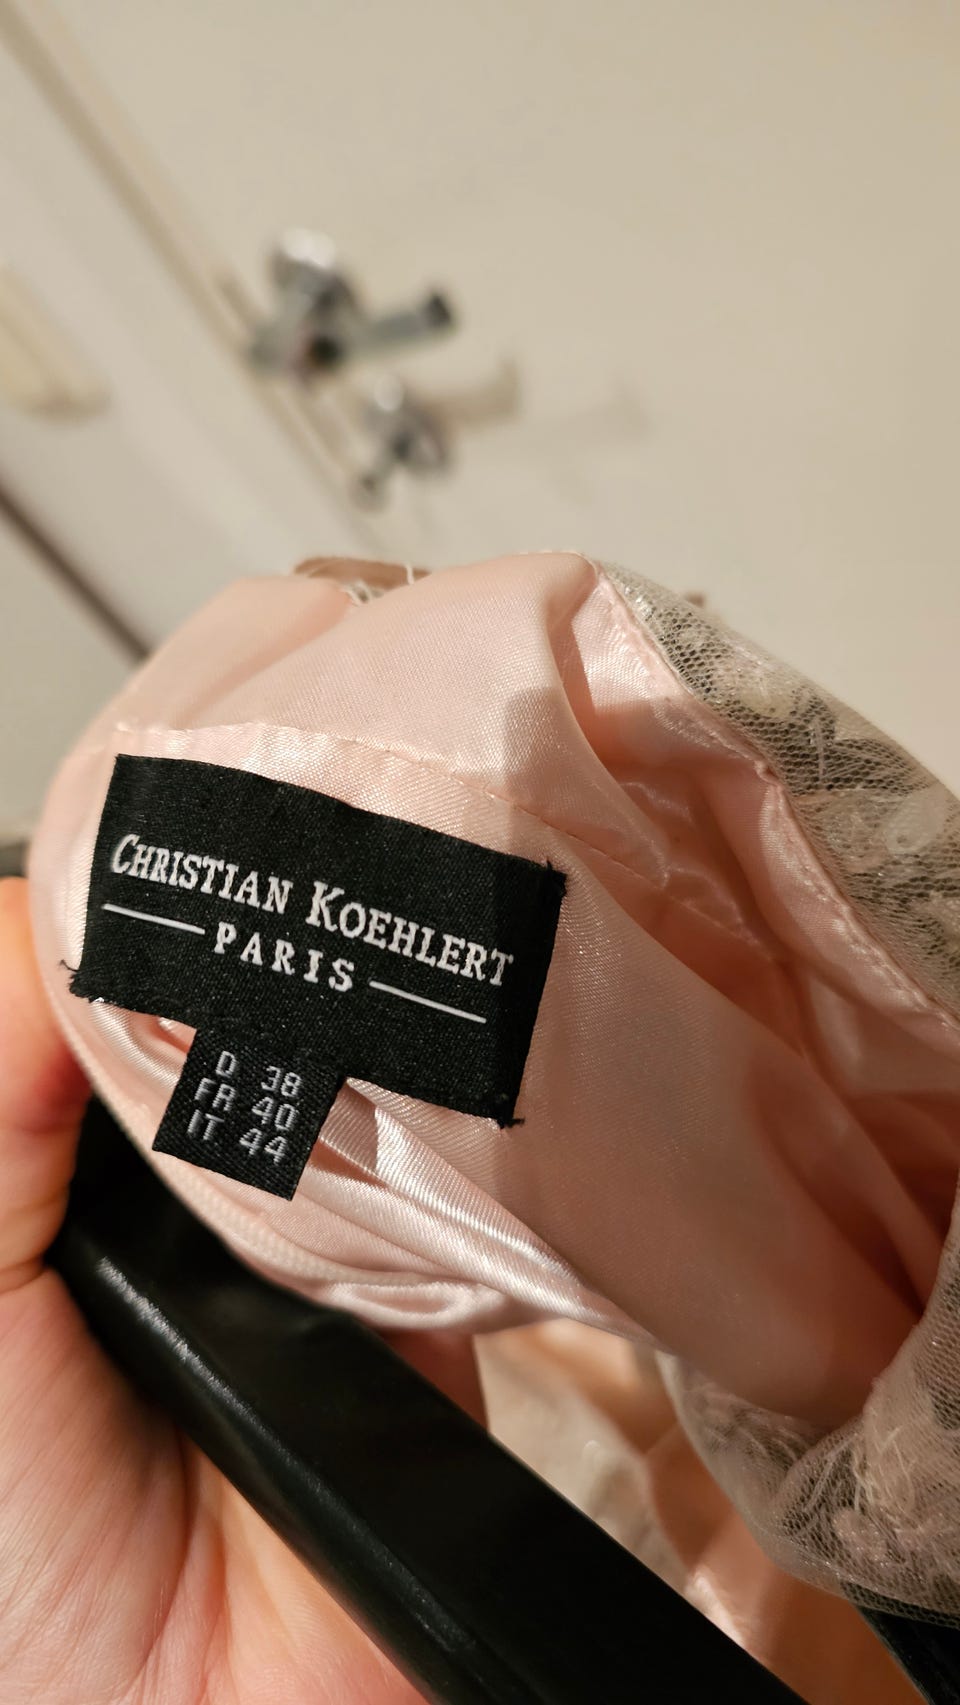 CHRISTIAN KOEHLERT
PARIS
D 38
FR 40
IT 44